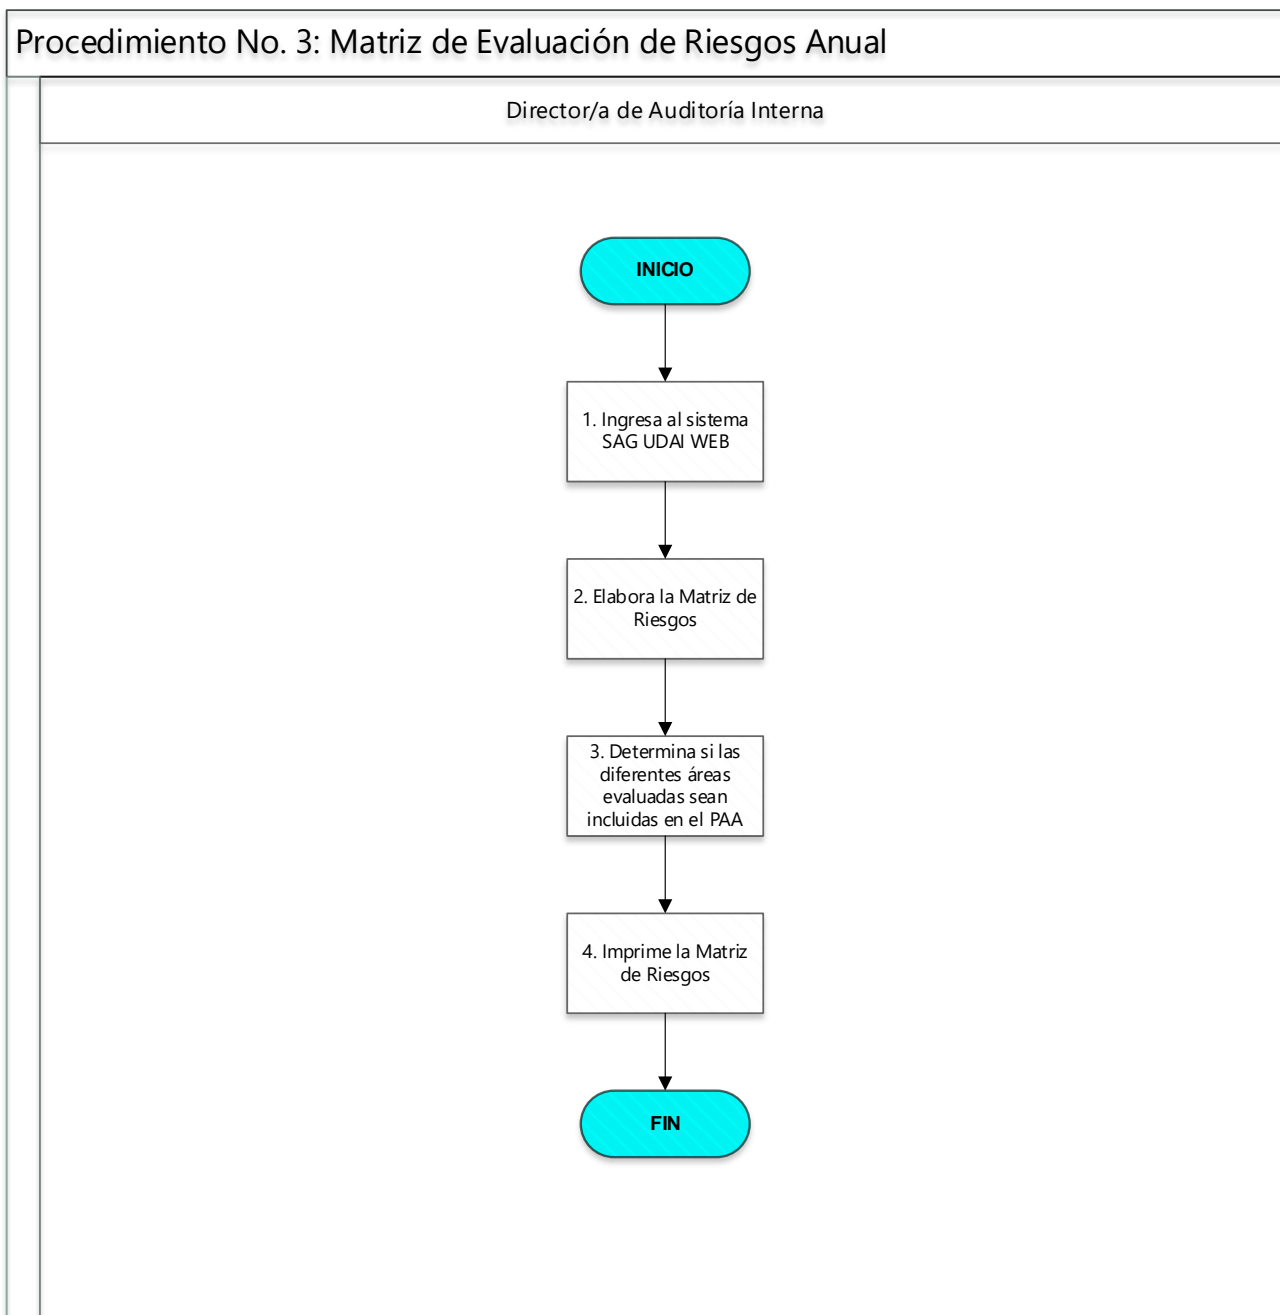 Procedimiento No. 3: Matriz de Evaluación de Riesgos Anual
Director/a de Auditoría Interna
INICIO
1. Ingresa al sistema
SAG UDAI WEB
2. Elabora la Matriz de
Riesgos
3. Determina si las
diferentes áreas
evaluadas sean
incluidas en el PAA
4. Imprime la Matriz
de Riesgos
FIN